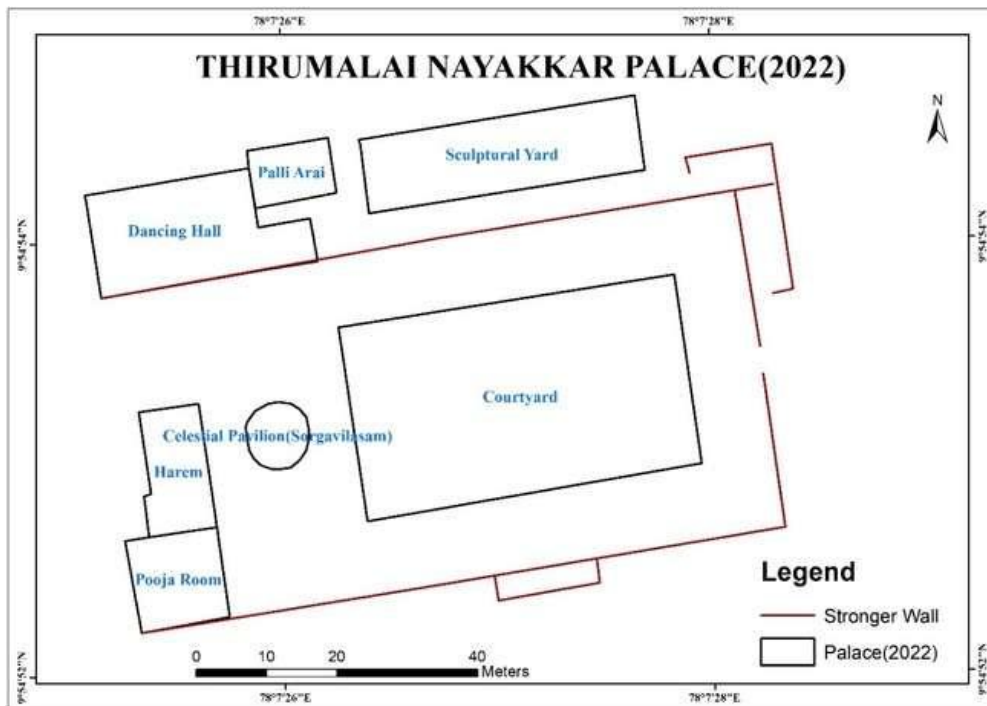 78°7'26"E 78°7'28"E
THIRUMALAI NAYAKKAR PALACE(2022)
N
Sculptural Yard
Palli Arai
Dancing Hall
9°54'54"N 9°54'54"N
Courtyard
Celestial Pavilion(Sorgavilasam)
Harem
Pooja Room
Legend
Stronger Wall
Palace(2022)
0 10 20 40
Meters
9°54'52"N 9°54'52"N
78°7'26"E 78°7'28"E